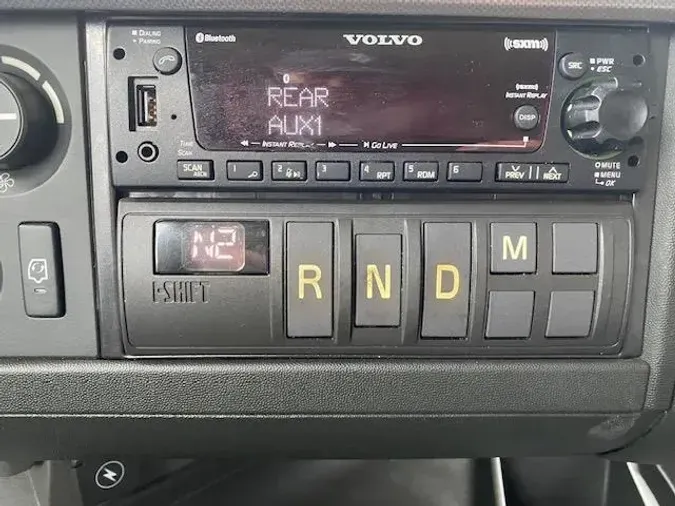 DIALING
PAIRING
Bluetooth
VOLVO
((SXM))
SRC
PWR
ESC
REAR
AUX1
((SXM))
INSTANT REPLAY
DISP
TUNE
SCAN
INSTANT REPLAY
GO LIVE
SCAN
1
2
3
4 RPT
5 RDM
6
PREV
NEXT
MUTE
MENU
OK
N2
I-SHIFT
R
N
D
M